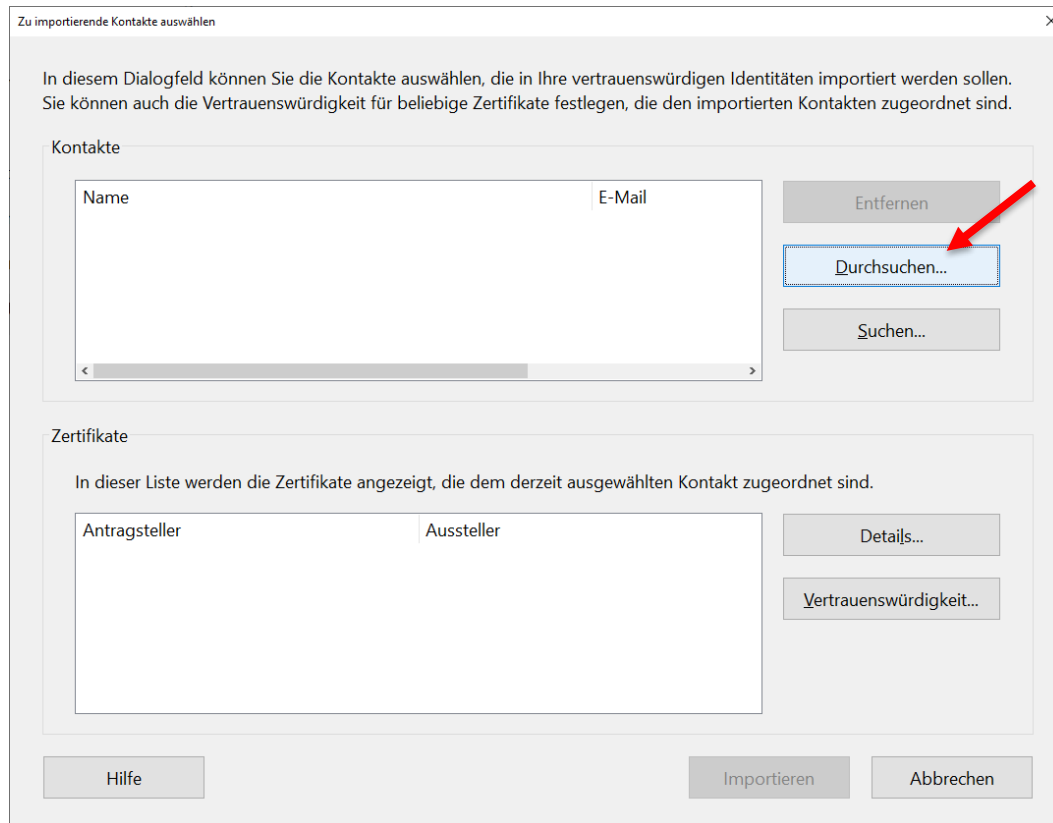 Zu importierende Kontakte auswählen
In diesem Dialogfeld können Sie die Kontakte auswählen, die in Ihre vertrauenswürdigen Identitäten importiert werden sollen.
Sie können auch die Vertrauenswürdigkeit für beliebige Zertifikate festlegen, die den importierten Kontakten zugeordnet sind.
Kontakte
Name E-Mail
Entfernen
Durchsuchen...
Suchen...
Zertifikate
In dieser Liste werden die Zertifikate angezeigt, die dem derzeit ausgewählten Kontakt zugeordnet sind.
Antragsteller Aussteller
Details...
Vertrauenswürdigkeit...
Hilfe Importieren Abbrechen